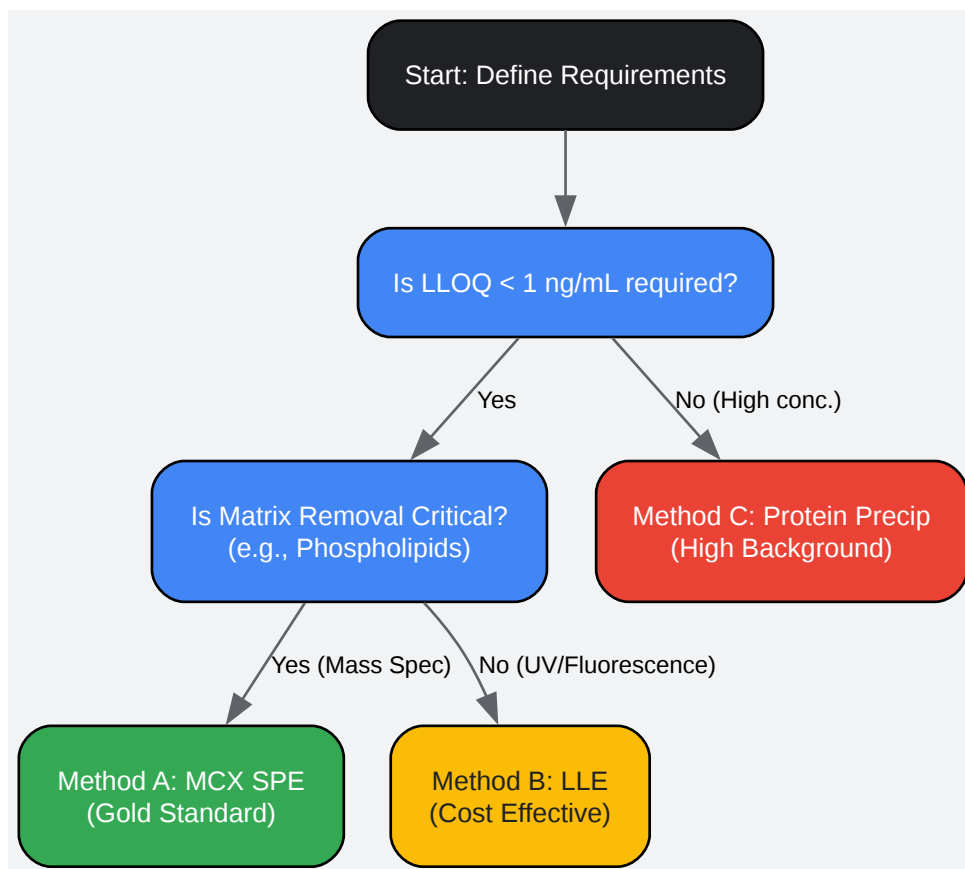 Start: Define Requirements
Is LLOQ < 1 ng/mL required?
Yes
No (High conc.)
Is Matrix Removal Critical?
(e.g., Phospholipids)
Method C: Protein Precip
(High Background)
Yes (Mass Spec)
No (UV/Fluorescence)
Method A: MCX SPE
(Gold Standard)
Method B: LLE
(Cost Effective)